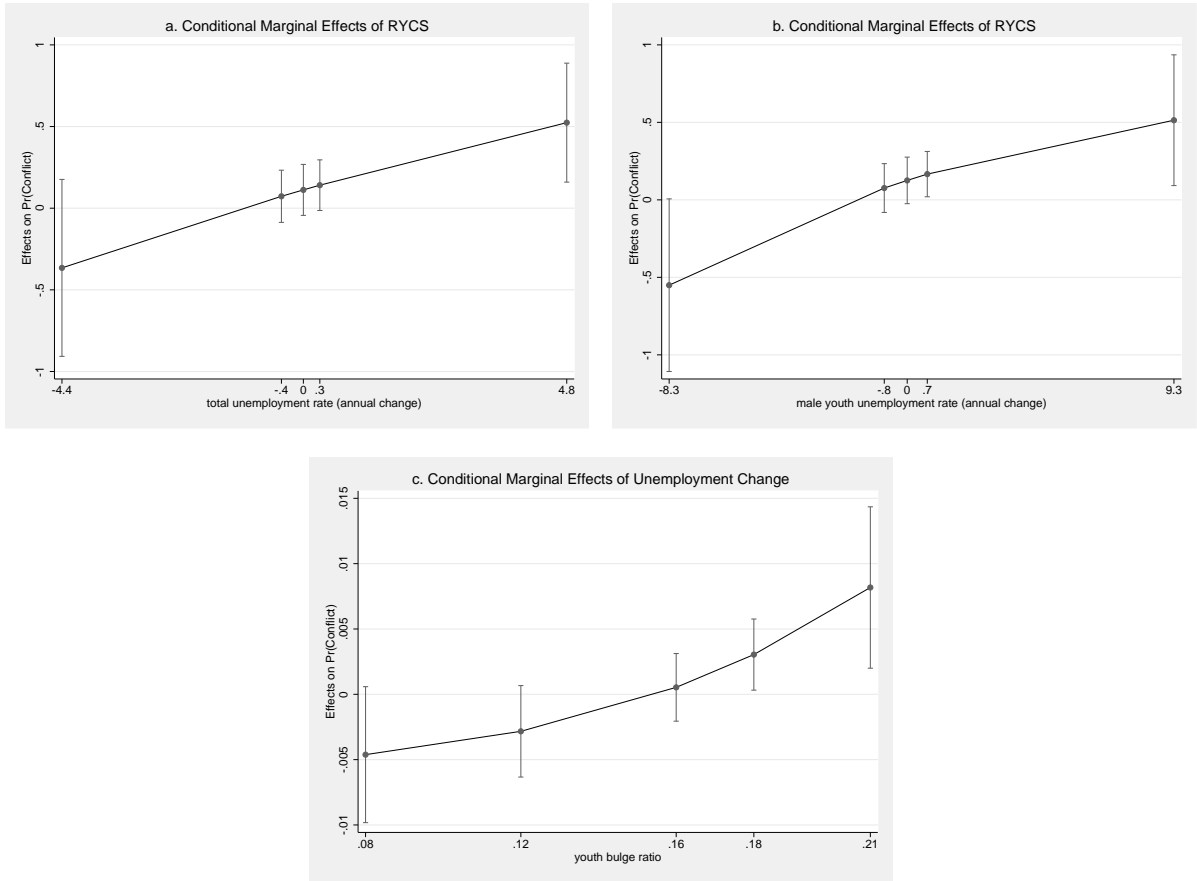 a. Conditional Marginal Effects of RYCS
Effects on Pr(Conflict)
1
.5
0
-.5
-1
-4.4 -.4 0 .3 4.8
total unemployment rate (annual change)
b. Conditional Marginal Effects of RYCS
Effects on Pr(Conflict)
1
.5
0
-.5
-1
-8.3 -.8 0 .7 9.3
male youth unemployment rate (annual change)
c. Conditional Marginal Effects of Unemployment Change
Effects on Pr(Conflict)
.015
.01
.005
0
-.005
-.01
.08 .12 .16 .18 .21
youth bulge ratio